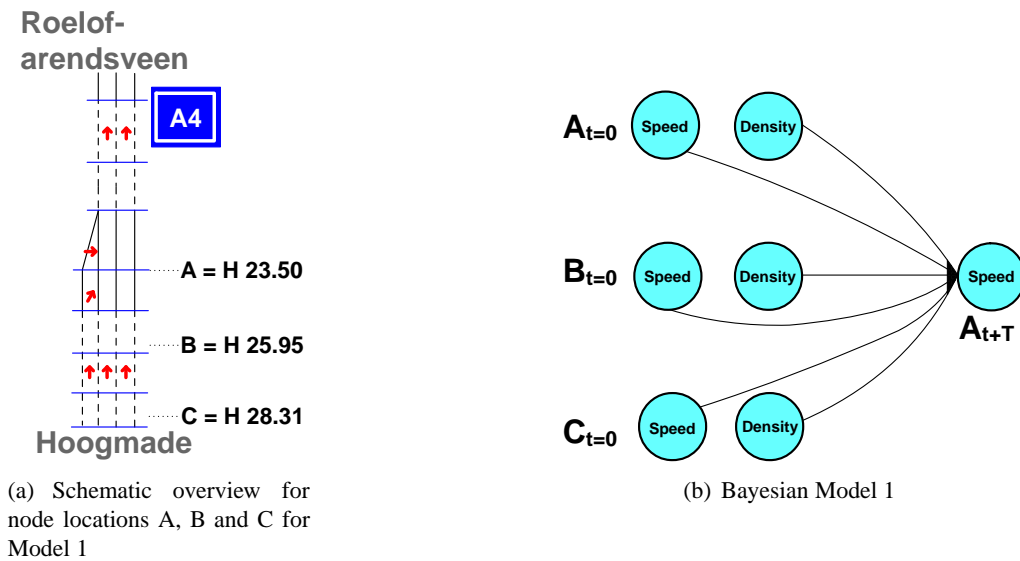 Roelof-
arendsveen
A4
A = H 23.50
B = H 25.95
C = H 28.31
Hoogmade
(a) Schematic overview for
node locations A, B and C for
Model 1
At=0
Speed
Density
Bt=0
Speed
Density
Speed
At+T
Ct=0
Speed
Density
(b) Bayesian Model 1